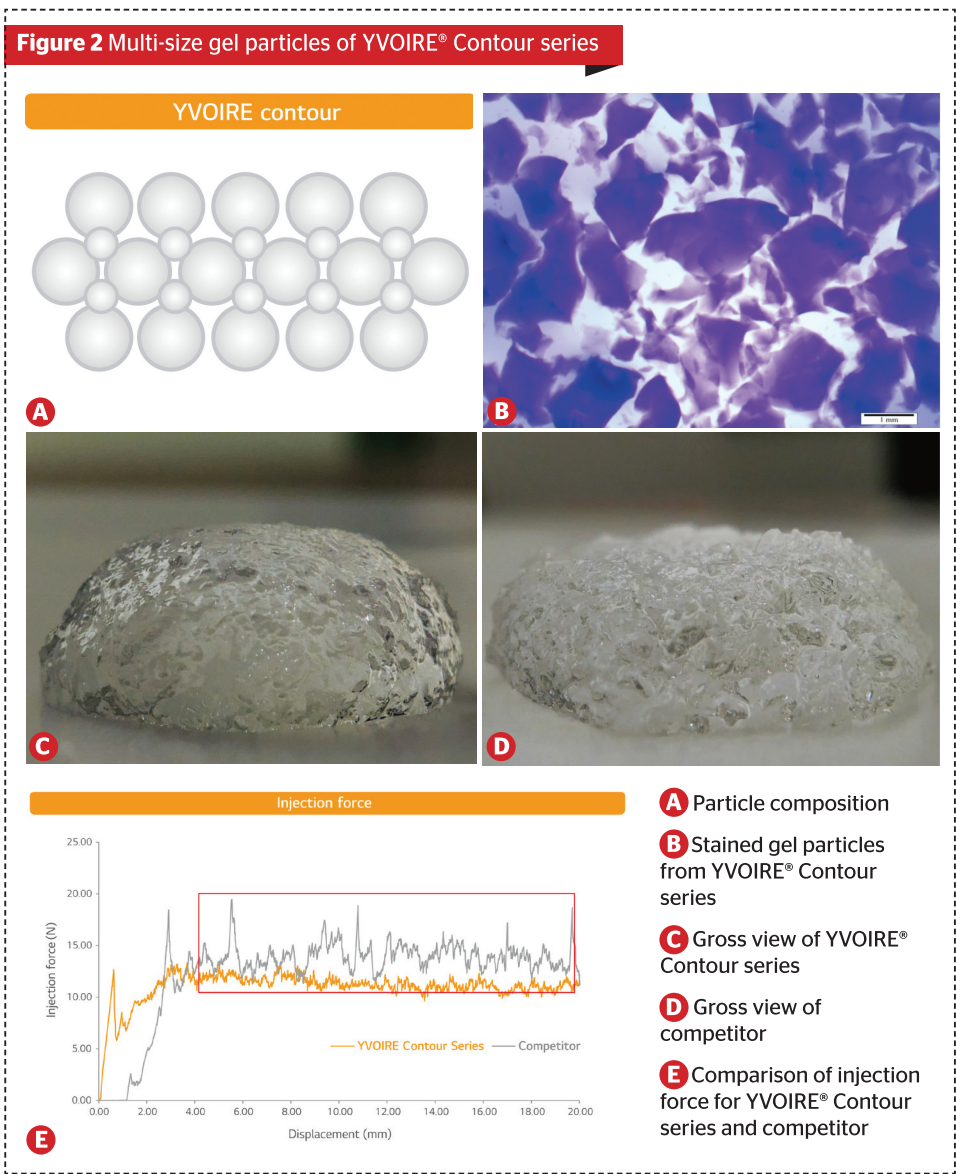 Figure 2 Multi-size gel particles of YVOIRE® Contour series
YVOIRE contour
A
B
1 mm
C
D
Injection force
25.00
20.00
15.00
10.00
5.00
0.00
Injection force (N)
0.00 2.00 4.00 6.00 8.00 10.00 12.00 14.00 16.00 18.00 20.00
Displacement (mm)
YVOIRE Contour Series Competitor
E
A Particle composition
B Stained gel particles
from YVOIRE® Contour
series
C Gross view of YVOIRE®
Contour series
D Gross view of
competitor
E Comparison of injection
force for YVOIRE® Contour
series and competitor